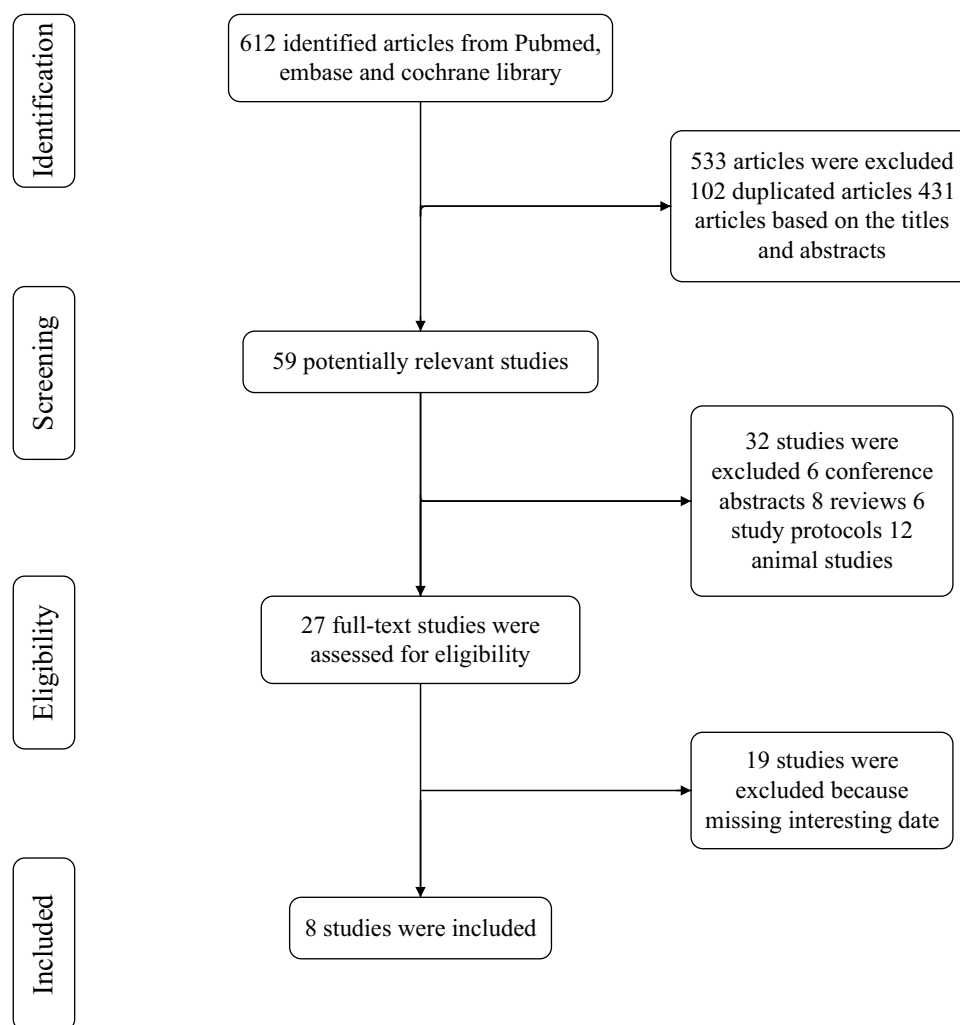 Identification
612 identified articles from Pubmed,
embase and cochrane library
533 articles were excluded
102 duplicated articles 431
articles based on the titles
and abstracts
Screening
59 potentially relevant studies
32 studies were
excluded 6 conference
abstracts 8 reviews 6
study protocols 12
animal studies
Eligibility
27 full-text studies were
assessed for eligibility
19 studies were
excluded because
missing interesting date
Included
8 studies were included